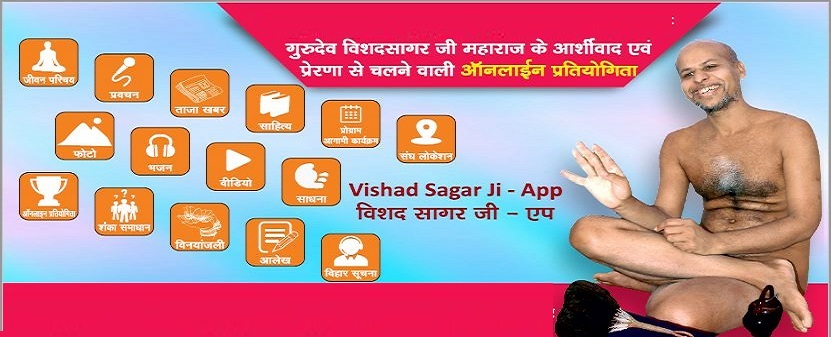 गुरुदेव विशदसागर जी महाराज के आर्शीवाद एवं
प्रेरणा से चलने वाली ऑनलाईन प्रतियोगिता
जीवन परिचय
प्रवचन
ताजा खबर
साहित्य
प्रोग्राम
आगामी कार्यक्रम
संघ लोकेशन
फोटो
भजन
वीडियो
साधना
ऑनलाइन प्रतियोगिता
शंका समाधान
विनयांजली
आलेख
विहार सूचना
Vishad Sagar Ji - App
विशद सागर जी – एप